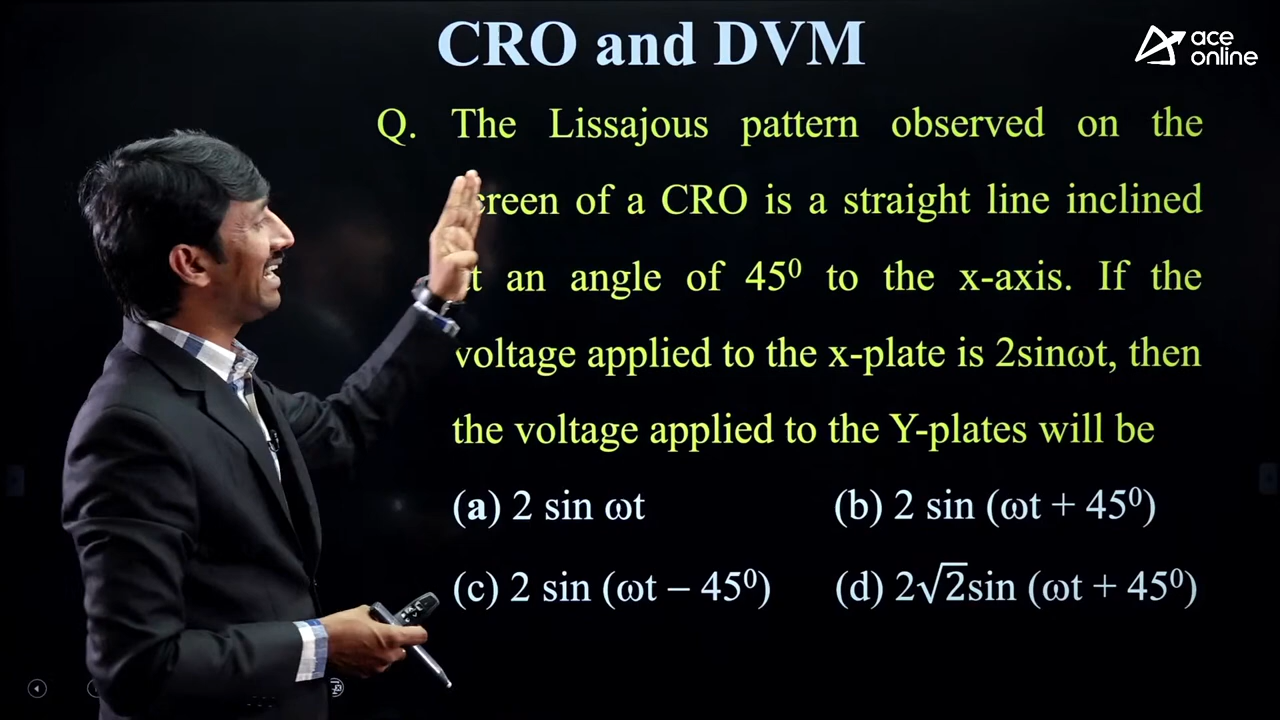 CRO and DVM
ace
online
Q. The Lissajous pattern observed on the
screen of a CRO is a straight line inclined
at an angle of 45⁰ to the x-axis. If the
voltage applied to the x-plate is 2sinωt, then
the voltage applied to the Y-plates will be
(a) 2 sin ωt (b) 2 sin (ωt + 45⁰)
(c) 2 sin (ωt – 45⁰) (d) 2√2sin (ωt + 45⁰)